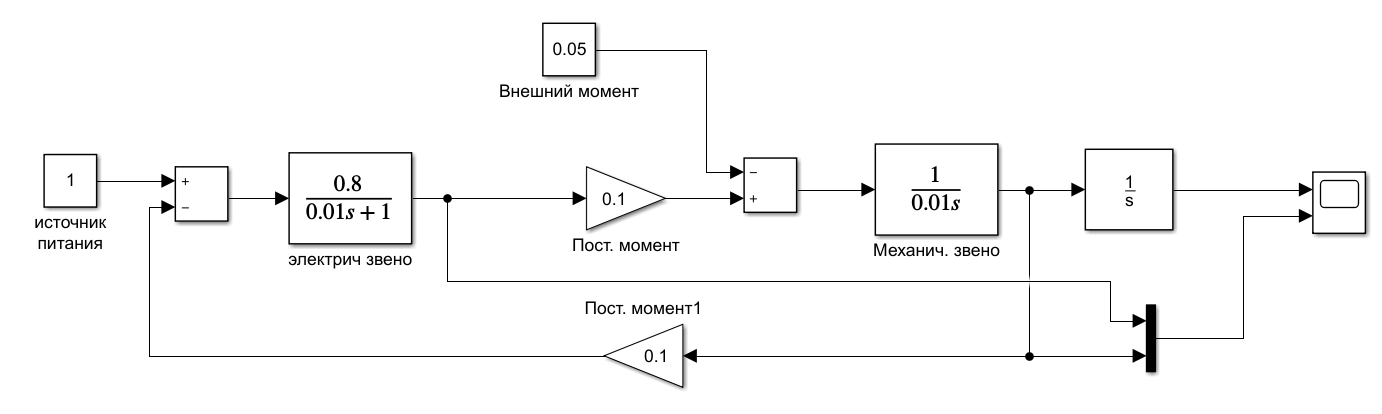 0.05
Внешний момент
1
+
−
источник
питания
0.8
0.01s + 1
электрич звено
0.1
Пост. момент
−
+
1
0.01s
Механич. звено
1
s
Пост. момент1
0.1